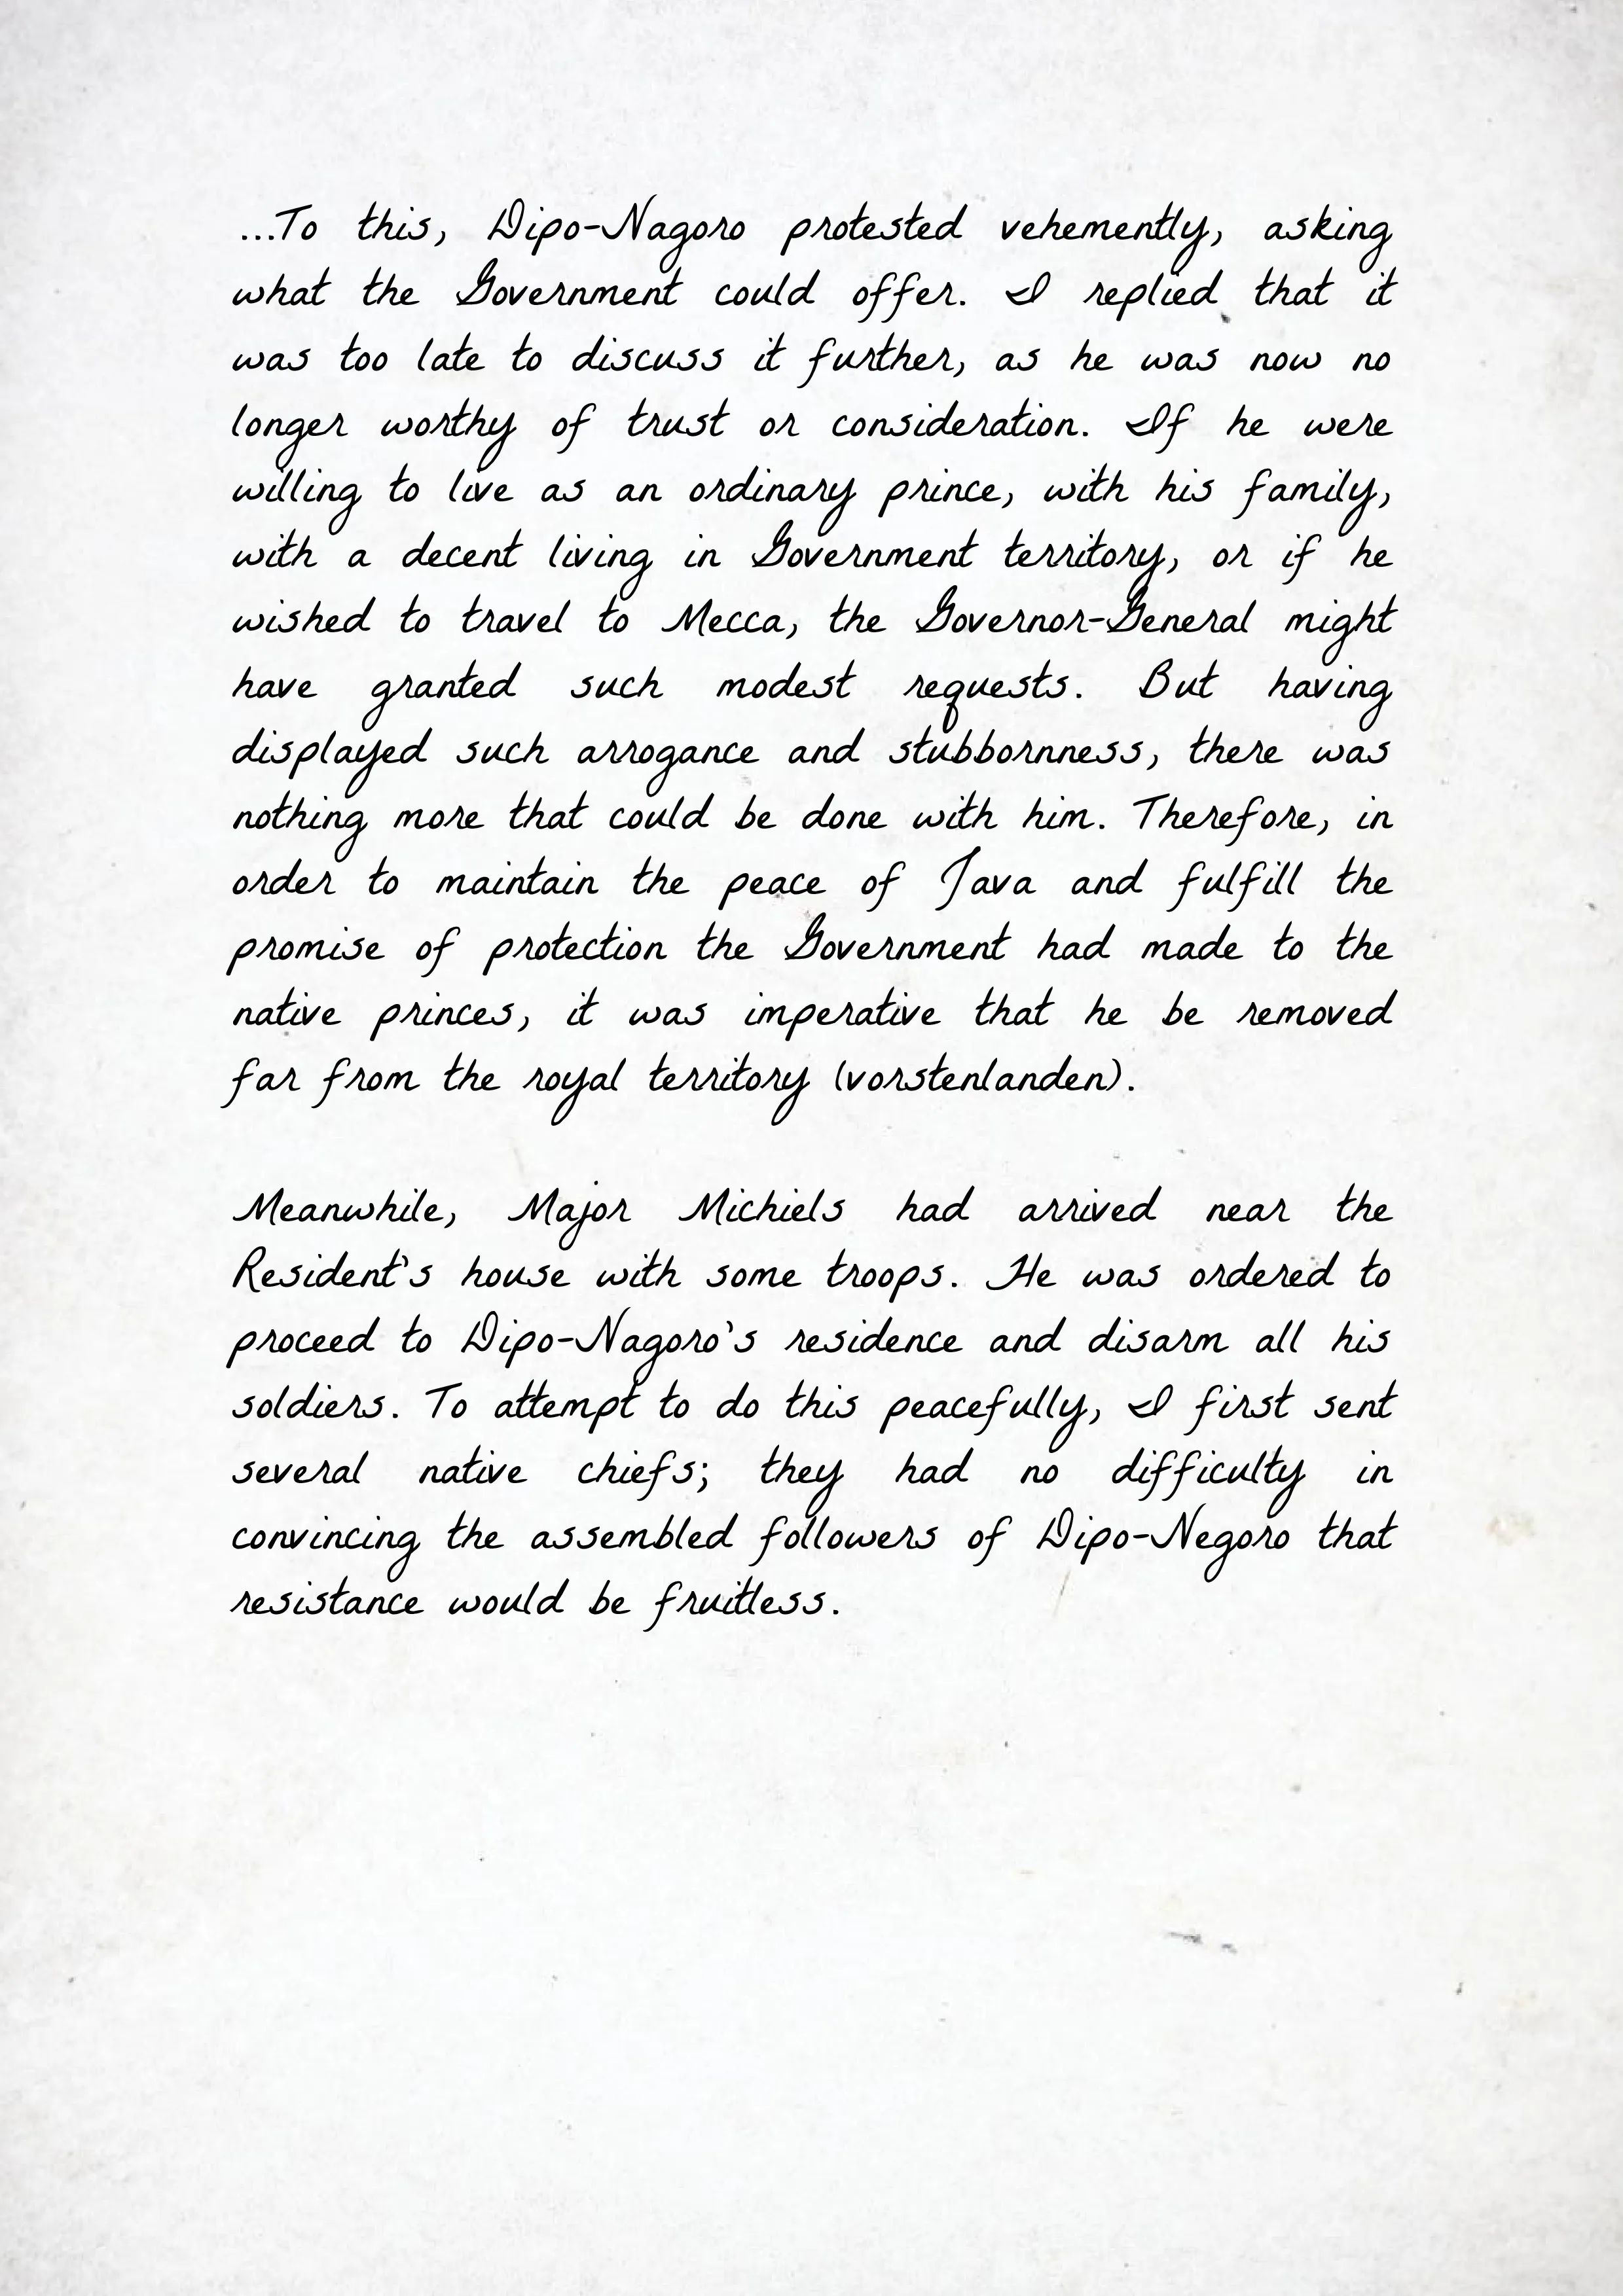 ...To this, Dipo-Nagoro protested vehemently, asking
what the Government could offer. I replied that it
was too late to discuss it further, as he was now no
longer worthy of trust or consideration. If he were
willing to live as an ordinary prince, with his family,
with a decent living in Government territory, or if he
wished to travel to Mecca, the Governor-General might
have granted such modest requests. But having
displayed such arrogance and stubbornness, there was
nothing more that could be done with him. Therefore, in
order to maintain the peace of Java and fulfill the
promise of protection the Government had made to the
native princes, it was imperative that he be removed
far from the royal territory (vorstenlanden).
Meanwhile, Major Michiels had arrived near the
Resident's house with some troops. He was ordered to
proceed to Dipo-Nagoro's residence and disarm all his
soldiers. To attempt to do this peacefully, I first sent
several native chiefs; they had no difficulty in
convincing the assembled followers of Dipo-Negoro that
resistance would be fruitless.